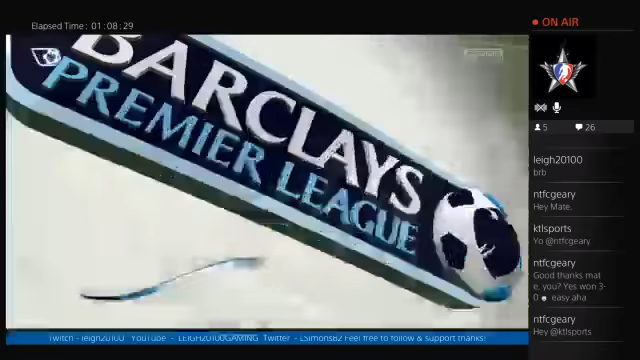 Elapsed Time : 01:08:29
ON AIR
BARCLAYS
PREMIER LEAGUE
5
26
leigh20100
brb
ntfcgeary
Hey Mate.
ktlsports
Yo @ntfcgeary
ntfcgeary
Good thanks mat
e, you? Yes won 3-
0 easy aha
ntfcgeary
Hey @ktlsports
Twitch - leigh20100 YouTube - LEIGH20100GAMING Twitter - LSimons82 Feel free to follow & support thanks!